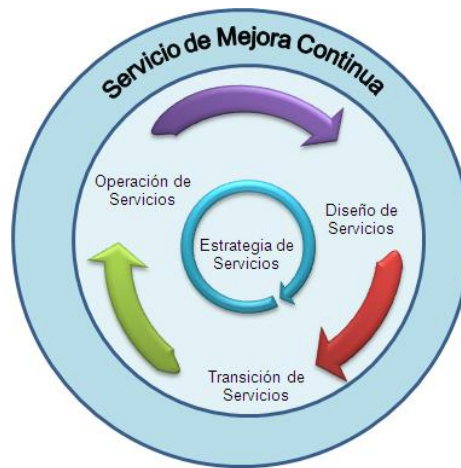 Servicio de Mejora Continua
Operación de
Servicios
Diseño de
Servicios
Estrategia de
Servicios
Transición de
Servicios